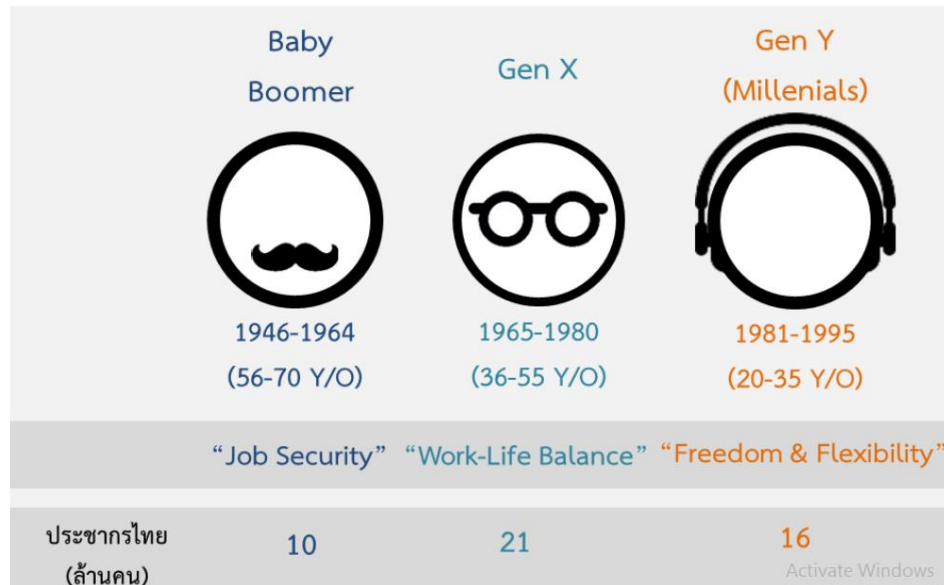 Baby
Boomer
Gen X
Gen Y
(Millenials)
1946-1964
(56-70 Y/O)
1965-1980
(36-55 Y/O)
1981-1995
(20-35 Y/O)
“Job Security” “Work-Life Balance” “Freedom & Flexibility”
ประชากรไทย
(ล้านคน)
10 21 16
Activate Windows